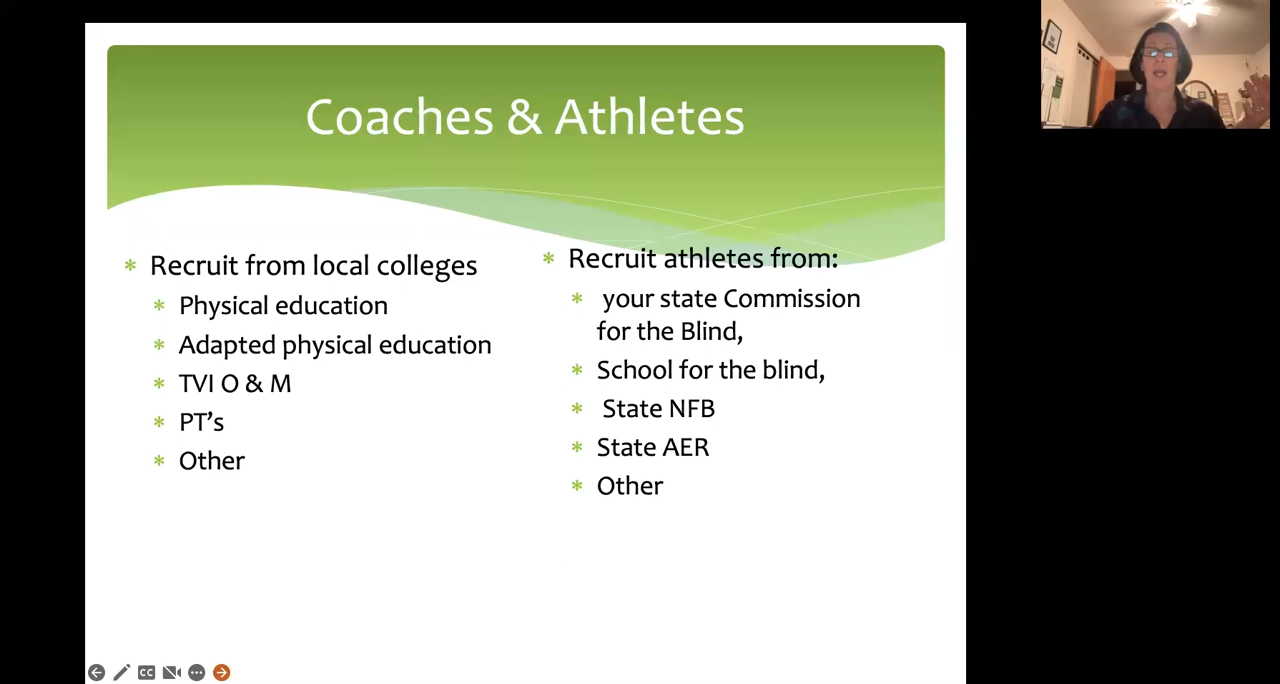 Coaches & Athletes
* Recruit from local colleges
* Physical education
* Adapted physical education
* TVI O & M
* PT’s
* Other
* Recruit athletes from:
* your state Commission
for the Blind,
* School for the blind,
* State NFB
* State AER
* Other
CC